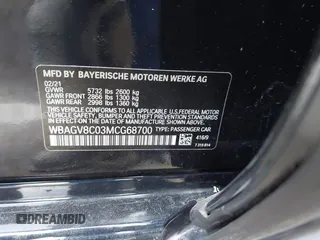 MFD BY BAYERISCHE MOTOREN WERKE AG
02/21
GVWR 5732 lbs 2600 kg
GAWR FRONT 2866 lbs 1300 kg
GAWR REAR 2998 lbs 1360 kg
THIS VEHICLE CONFORMS TO ALL APPLICABLE
FEDERAL MOTOR VEHICLE SAFETY,
BUMPER, AND THEFT PREVENTION STANDARDS
IN EFFECT ON THE DATE OF MANUFACTURE SHOWN ABOVE.
WBAGV8C03MCG68700 TYPE: PASSENGER CAR
416/9
DREAMBID